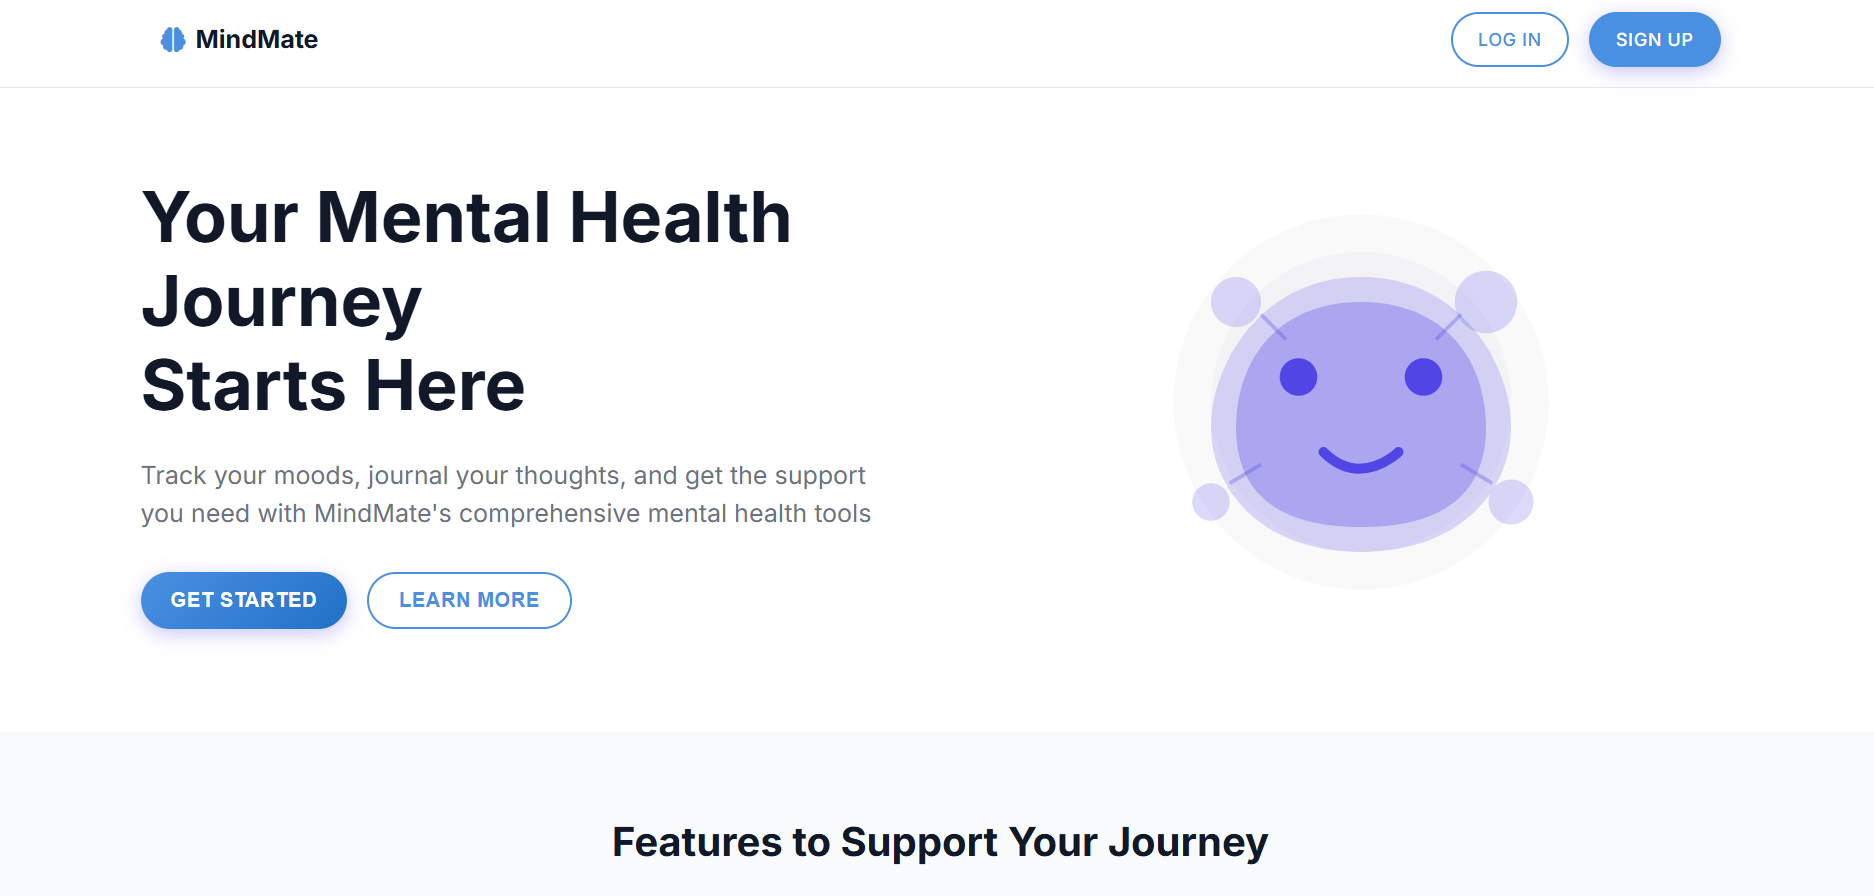 MindMate
LOG IN
SIGN UP
Your Mental Health
Journey
Starts Here
Track your moods, journal your thoughts, and get the support
you need with MindMate's comprehensive mental health tools
GET STARTED
LEARN MORE
Features to Support Your Journey